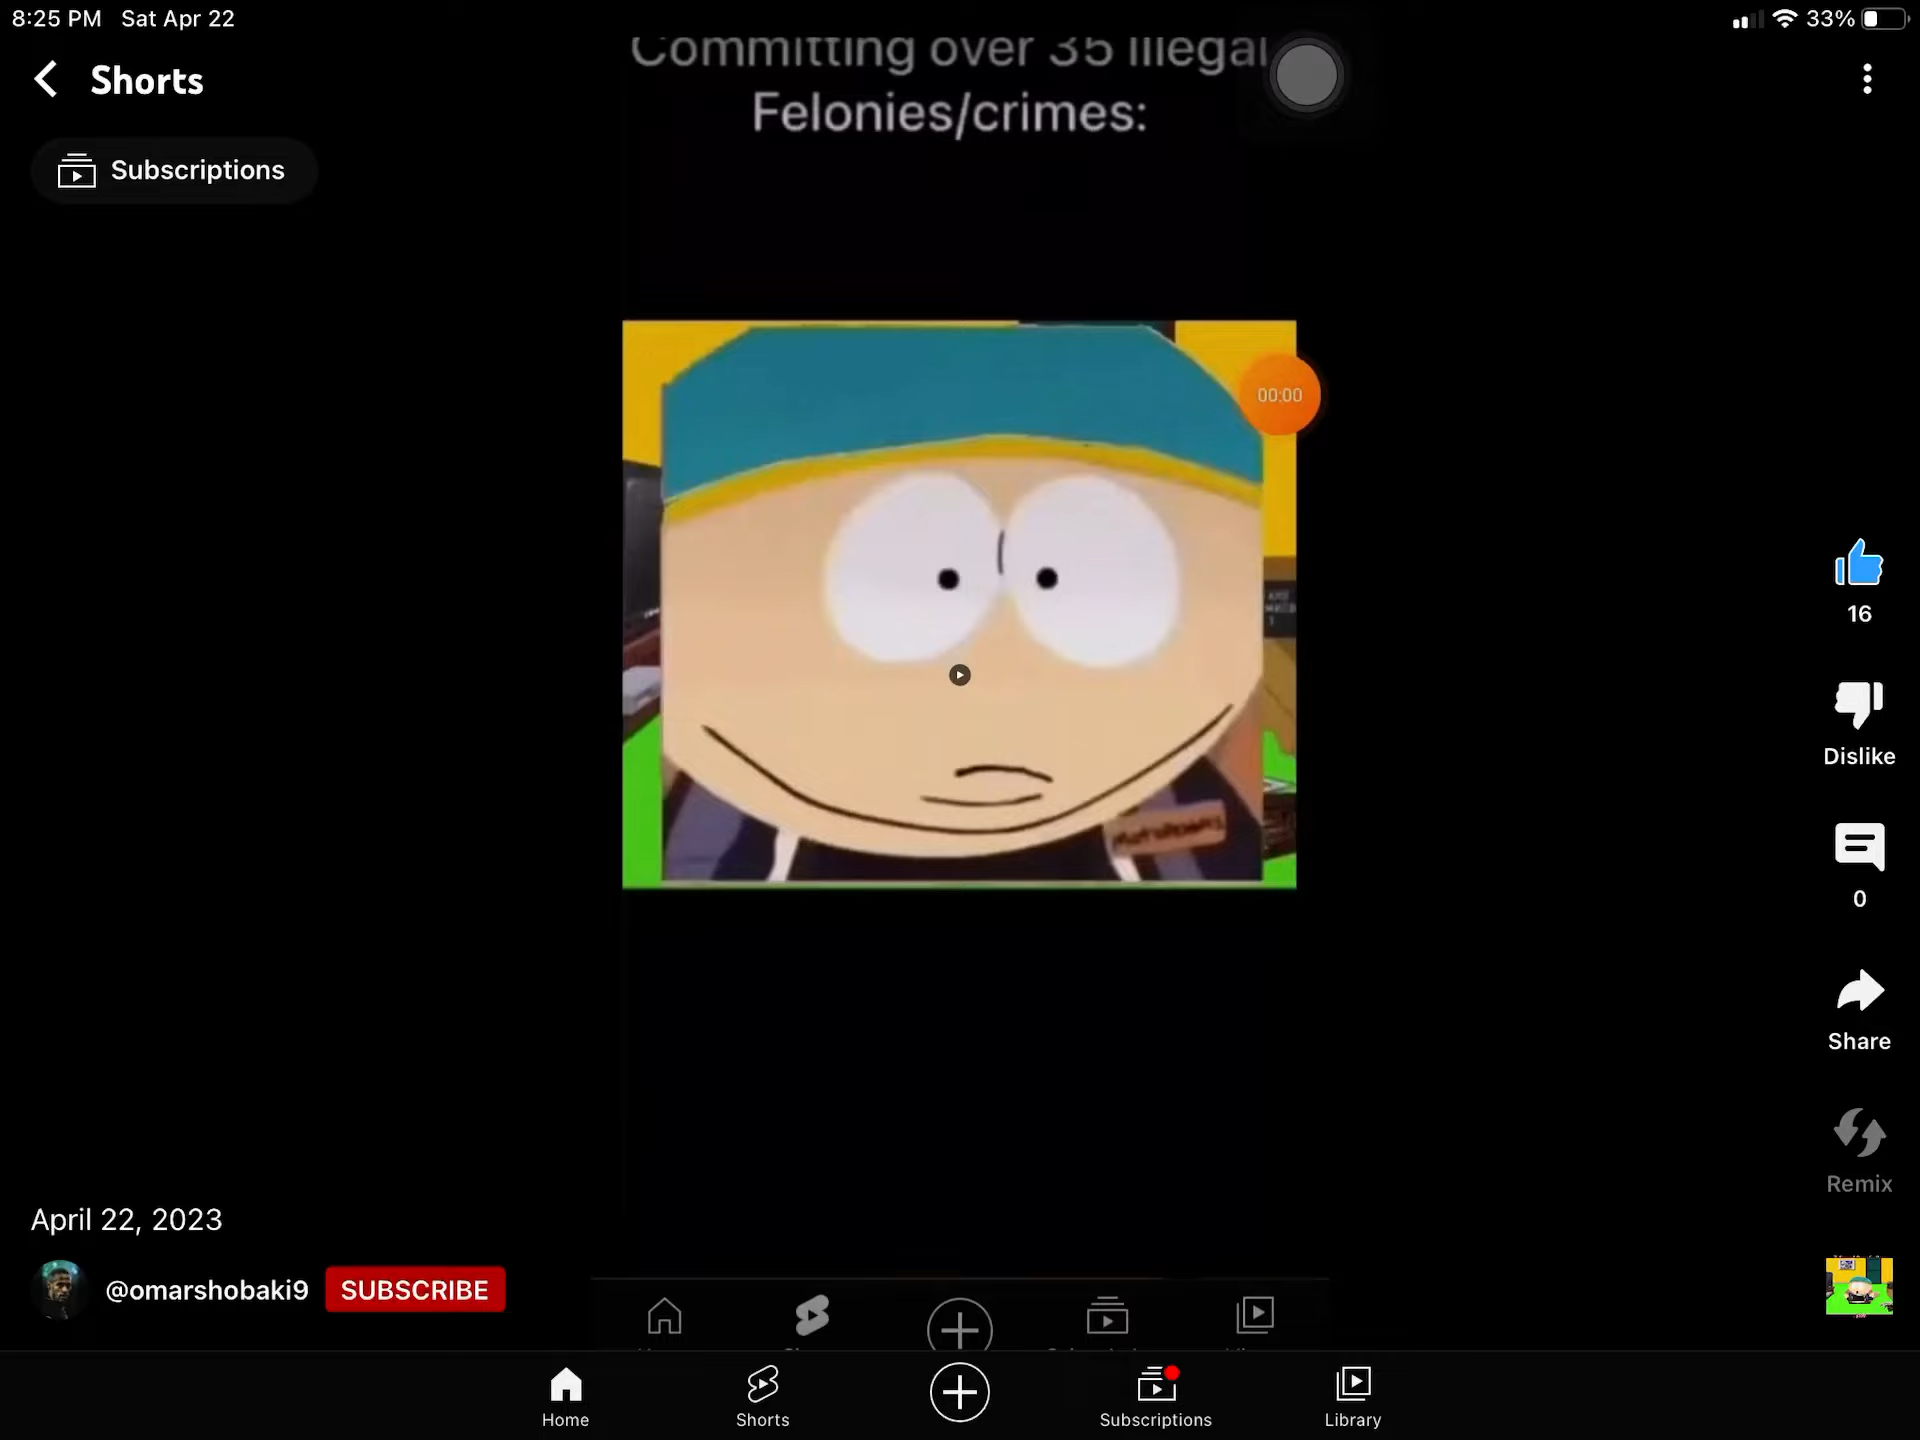 8:25 PM Sat Apr 22
33%
Committing over 35 illegal
Felonies/crimes:
Shorts
Subscriptions
00:00
16
Dislike
0
Share
Remix
April 22, 2023
@omarshobaki9 SUBSCRIBE
Home Shorts Subscriptions Library